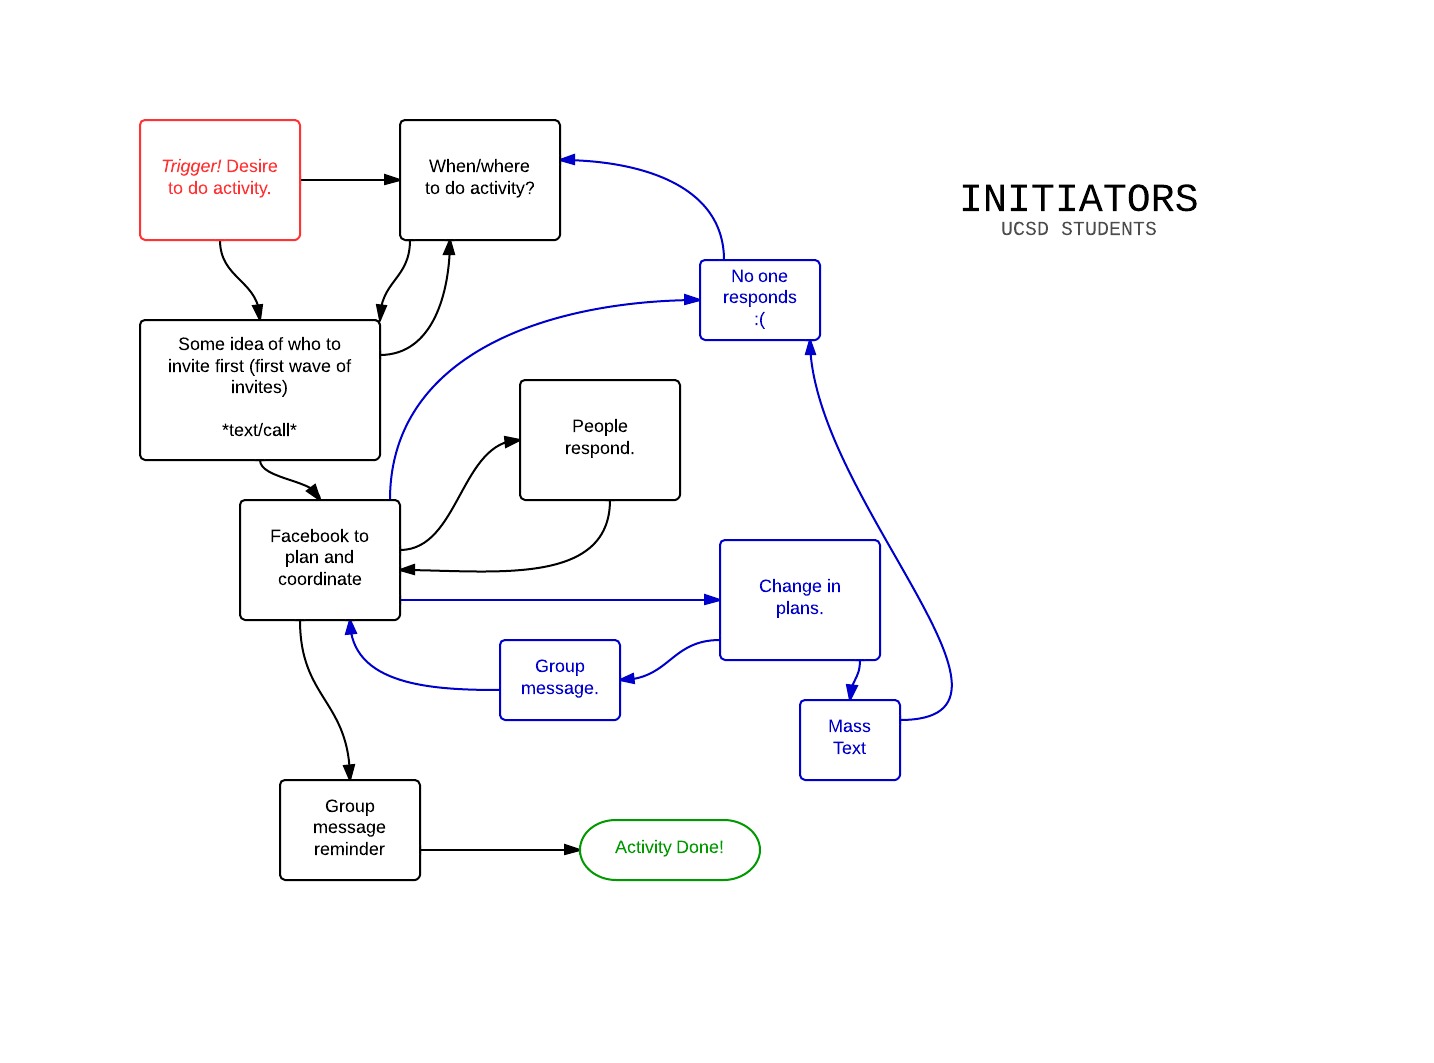 Trigger! Desire
to do activity.
When/where
to do activity?
INITIATORS
UCSD STUDENTS
No one
responds
:(
Some idea of who to
invite first (first wave of
invites)
*text/call*
People
respond.
Facebook to
plan and
coordinate
Change in
plans.
Group
message.
Mass
Text
Group
message
reminder
Activity Done!